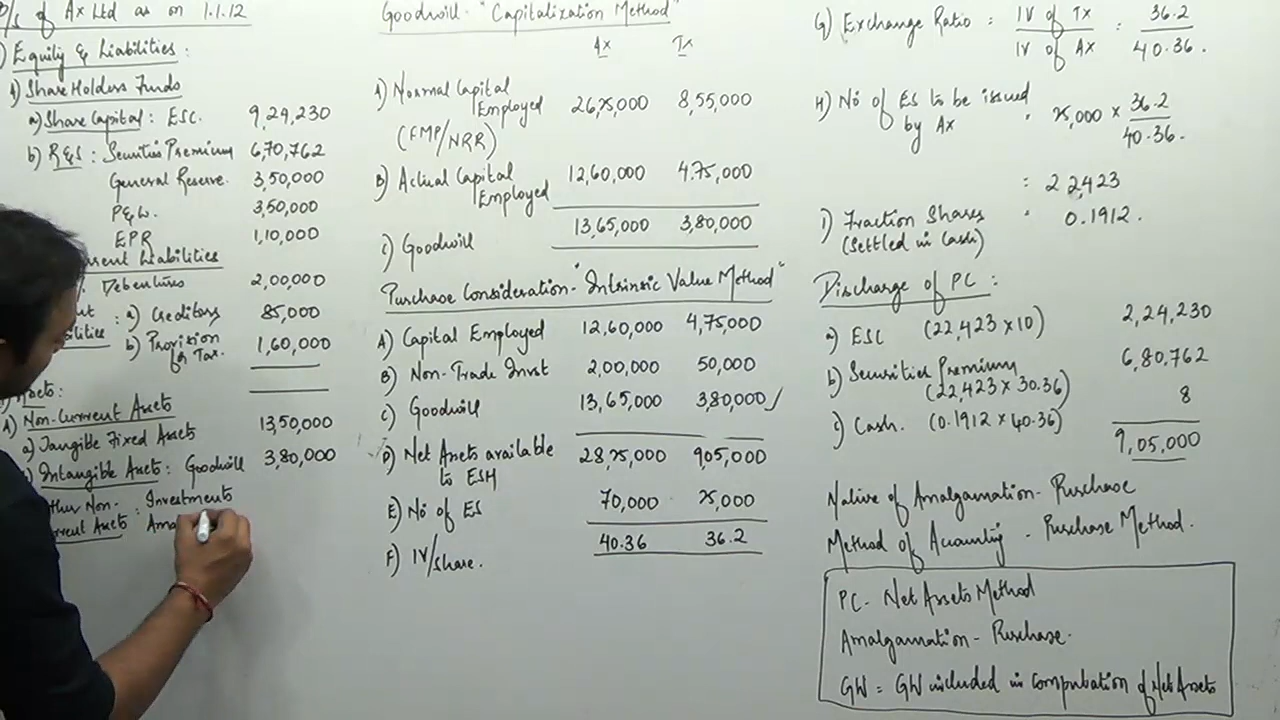 B/S of Ax Ltd as on 1.1.12
Equity & Liabilities :
1) Share Holders Funds
a) Share Capital : ESC. 9,24,230
b) R&S : Securities Premium 6,70,762
General Reserve. 3,50,000
P&L. 3,50,000
EPR 1,10,000
rrent Liabilities
Debentures 2,00,000
: a) Creditors 85,000
b) Provision for Tax. 1,60,000
Assets:
A) Non-Current Assets
a) Tangible Fixed Assets 13,50,000
Intangible Assets : Goodwill 3,80,000
ther Non- : Investments
rrent Assets Ama
Goodwill - "Capitalization Method"
Ax Tx
A) Normal Capital Employed 26,25,000 8,55,000
(FMP/NRR)
B) Actual Capital Employed 12,60,000 4.75,000
C) Goodwill 13,65,000 3,80,000
Purchase Consideration - "Intrinsic Value Method"
A) Capital Employed 12,60,000 4,75,000
B) Non-Trade Invst 2,00,000 50,000
C) Goodwill 13,65,000 3,80,000
D) Net Assets available to ESH 28,25,000 905,000
E) No of ES 70,000 25,000
F) IV/share. 40.36 36.2
G) Exchange Ratio : IV of Tx / IV of Ax : 36.2 / 40.36.
H) No of ES to be issued by Ax : 25,000 × 36.2 / 40.36.
: 22,423
I) Fraction Shares : 0.1912.
(Settled in Cash)
Discharge of PC :
a) ESC (22,423×10) 2,24,230
b) Securities Premium 6,80,762
(22,423×30.36)
c) Cash. (0.1912×40.36) 8
9,05,000
Native of Amalgamation - Purchase
Method of Accounting - Purchase Method.
PC - Net Assets Method
Amalgamation - Purchase.
GW = GW included in computation of Net Assets